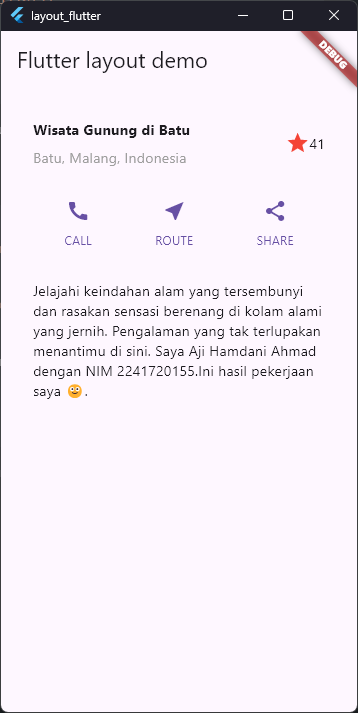 layout_flutter
DEBUG
Flutter layout demo
Wisata Gunung di Batu
Batu, Malang, Indonesia
41
CALL ROUTE SHARE
Jelajahi keindahan alam yang tersembunyi
dan rasakan sensasi berenang di kolam alami
yang jernih. Pengalaman yang tak terlupakan
menantimu di sini. Saya Aji Hamdani Ahmad
dengan NIM 2241720155.Ini hasil pekerjaan
saya 🙂.